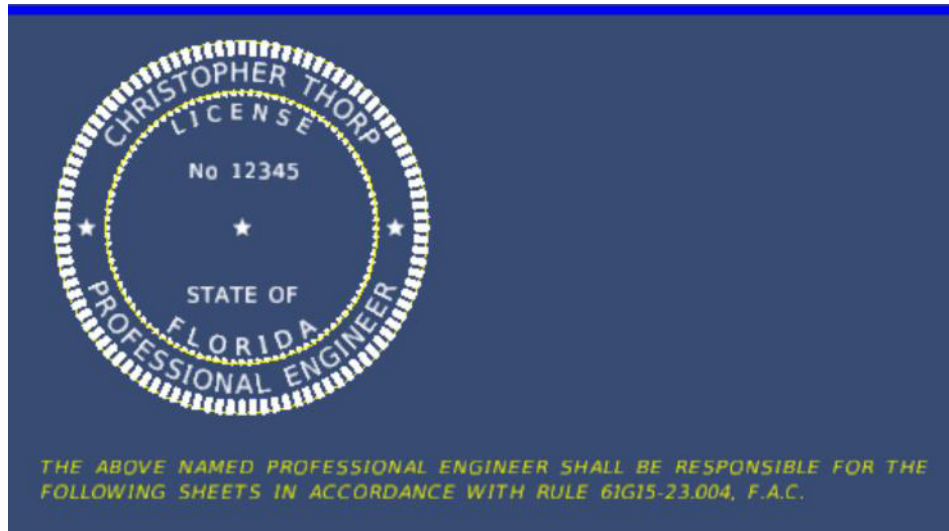 CHRISTOPHER THORP
LICENSE
No 12345
STATE OF
FLORIDA
PROFESSIONAL ENGINEER
THE ABOVE NAMED PROFESSIONAL ENGINEER SHALL BE RESPONSIBLE FOR THE
FOLLOWING SHEETS IN ACCORDANCE WITH RULE 61G15-23.004, F.A.C.